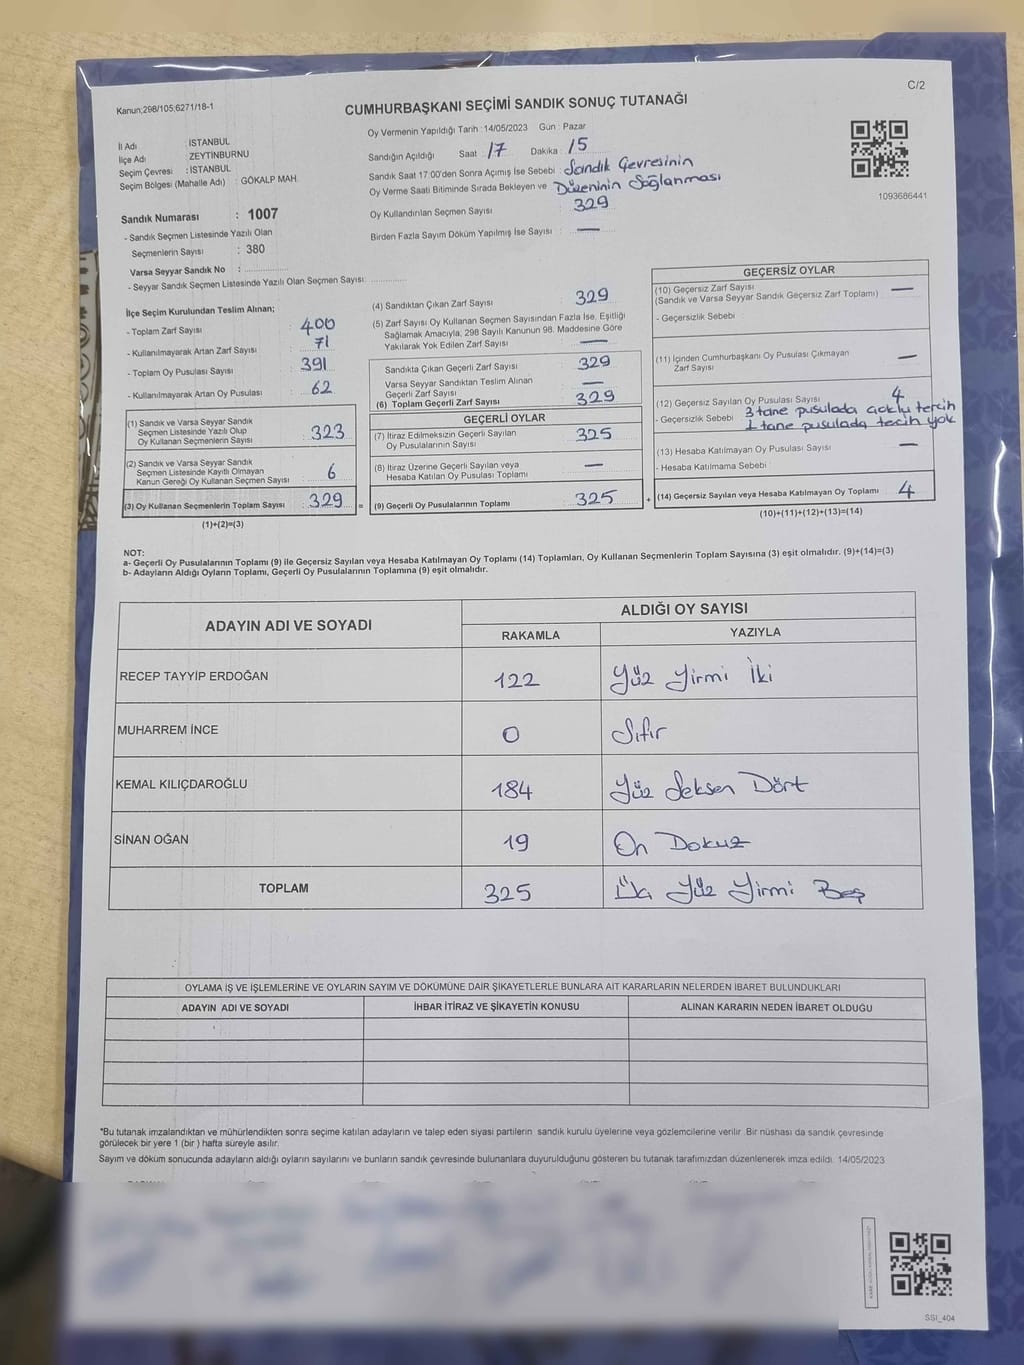 C/2
Kanun;298/105;6271/18-1
CUMHURBAŞKANI SEÇİMİ SANDIK SONUÇ TUTANAĞI
İl Adı : İSTANBUL
İlçe Adı : ZEYTİNBURNU
Seçim Çevresi : İSTANBUL
Seçim Bölgesi (Mahalle Adı) : GÖKALP MAH.
Sandık Numarası : 1007
- Sandık Seçmen Listesinde Yazılı Olan
Seçmenlerin Sayısı : 380
Varsa Seyyar Sandık No : ..............
- Seyyar Sandık Seçmen Listesinde Yazılı Olan Seçmen Sayısı: ............
Oy Vermenin Yapıldığı Tarih : 14/05/2023 Gün : Pazar
Sandığın Açıldığı Saat 17 Dakika 15
Sandık Saat 17:00'den Sonra Açımış İse Sebebi : Sandık Çevresinin
Oy Verme Saati Bitiminde Sırada Bekleyen ve Düzeninin Sağlanması
Oy Kullandırılan Seçmen Sayısı 329
Birden Fazla Sayım Döküm Yapılmış İse Sayısı : —
1093686441
İlçe Seçim Kurulundan Teslim Alınan;
- Toplam Zarf Sayısı : 400
- Kullanılmayarak Artan Zarf Sayısı : 71
- Toplam Oy Pusulası Sayısı : 391
- Kullanılmayarak Artan Oy Pusulası : 62
(1) Sandık ve Varsa Seyyar Sandık
Seçmen Listesinde Yazılı Olup
Oy Kullanan Seçmenlerin Sayısı : 323
(2) Sandık ve Varsa Seyyar Sandık
Seçmen Listesinde Kayıtlı Olmayan
Kanun Gereği Oy Kullanan Seçmen Sayısı : 6
(3) Oy Kullanan Seçmenlerin Toplam Sayısı : 329
(1)+(2)=(3)
(4) Sandıktan Çıkan Zarf Sayısı 329
(5) Zarf Sayısı Oy Kullanan Seçmen Sayısından Fazla İse, Eşitliği
Sağlamak Amacıyla, 298 Sayılı Kanunun 98. Maddesine Göre
Yakılarak Yok Edilen Zarf Sayısı : —
Sandıkta Çıkan Geçerli Zarf Sayısı : 329
Varsa Seyyar Sandıktan Teslim Alınan
Geçerli Zarf Sayısı : —
(6) Toplam Geçerli Zarf Sayısı : 329
GEÇERLİ OYLAR
(7) İtiraz Edilmeksizin Geçerli Sayılan
Oy Pusulalarının Sayısı : 325
(8) İtiraz Üzerine Geçerli Sayılan veya
Hesaba Katılan Oy Pusulası Toplamı : —
= (9) Geçerli Oy Pusulalarının Toplamı : 325
GEÇERSİZ OYLAR
(10) Geçersiz Zarf Sayısı —
(Sandık ve Varsa Seyyar Sandık Geçersiz Zarf Toplamı)
- Geçersizlik Sebebi :
(11) İçinden Cumhurbaşkanı Oy Pusulası Çıkmayan
Zarf Sayısı —
(12) Geçersiz Sayılan Oy Pusulası Sayısı : 4
- Geçersizlik Sebebi : 3 tane pusulada çoklu tercih
1 tane pusulada tercih yok
(13) Hesaba Katılmayan Oy Pusulası Sayısı : —
- Hesaba Katılmama Sebebi :
+ (14) Geçersiz Sayılan veya Hesaba Katılmayan Oy Toplamı : 4
(10)+(11)+(12)+(13)=(14)
NOT:
a- Geçerli Oy Pusulalarının Toplamı (9) ile Geçersiz Sayılan veya Hesaba Katılmayan Oy Toplamı (14) Toplamları, Oy Kullanan Seçmenlerin Toplam Sayısına (3) eşit olmalıdır. (9)+(14)=(3)
b- Adayların Aldığı Oyların Toplamı, Geçerli Oy Pusulalarının Toplamına (9) eşit olmalıdır.
ADAYIN ADI VE SOYADI ALDIĞI OY SAYISI
RAKAMLA YAZIYLA
RECEP TAYYİP ERDOĞAN 122 Yüz Yirmi İki
MUHARREM İNCE 0 Sıfır
KEMAL KILIÇDAROĞLU 184 Yüz Seksen Dört
SİNAN OĞAN 19 On Dokuz
TOPLAM 325 Üç Yüz Yirmi Beş
OYLAMA İŞ VE İŞLEMLERİNE VE OYLARIN SAYIM VE DÖKÜMÜNE DAİR ŞİKAYETLERLE BUNLARA AİT KARARLARIN NELERDEN İBARET BULUNDUKLARI
ADAYIN ADI VE SOYADI İHBAR İTİRAZ VE ŞİKAYETİN KONUSU ALINAN KARARIN NEDEN İBARET OLDUĞU
*Bu tutanak imzalandıktan ve mühürlendikten sonra seçime katılan adayların ve talep eden siyasi partilerin sandık kurulu üyelerine veya gözlemcilerine verilir. Bir nüshası da sandık çevresinde
görülecek bir yere 1 (bir) hafta süreyle asılır.
Sayım ve döküm sonucunda adayların aldığı oyların sayılarını ve bunların sandık çevresinde bulunanlara duyurulduğunu gösteren bu tutanak tarafımızdan düzenlenerek imza edildi. 14/05/2023
SSI_404